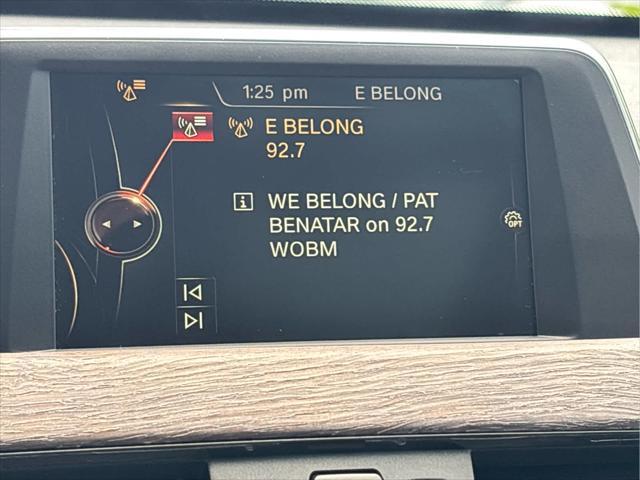 1:25 pm E BELONG
E BELONG
92.7
WE BELONG / PAT
BENATAR on 92.7
WOBM
OPT